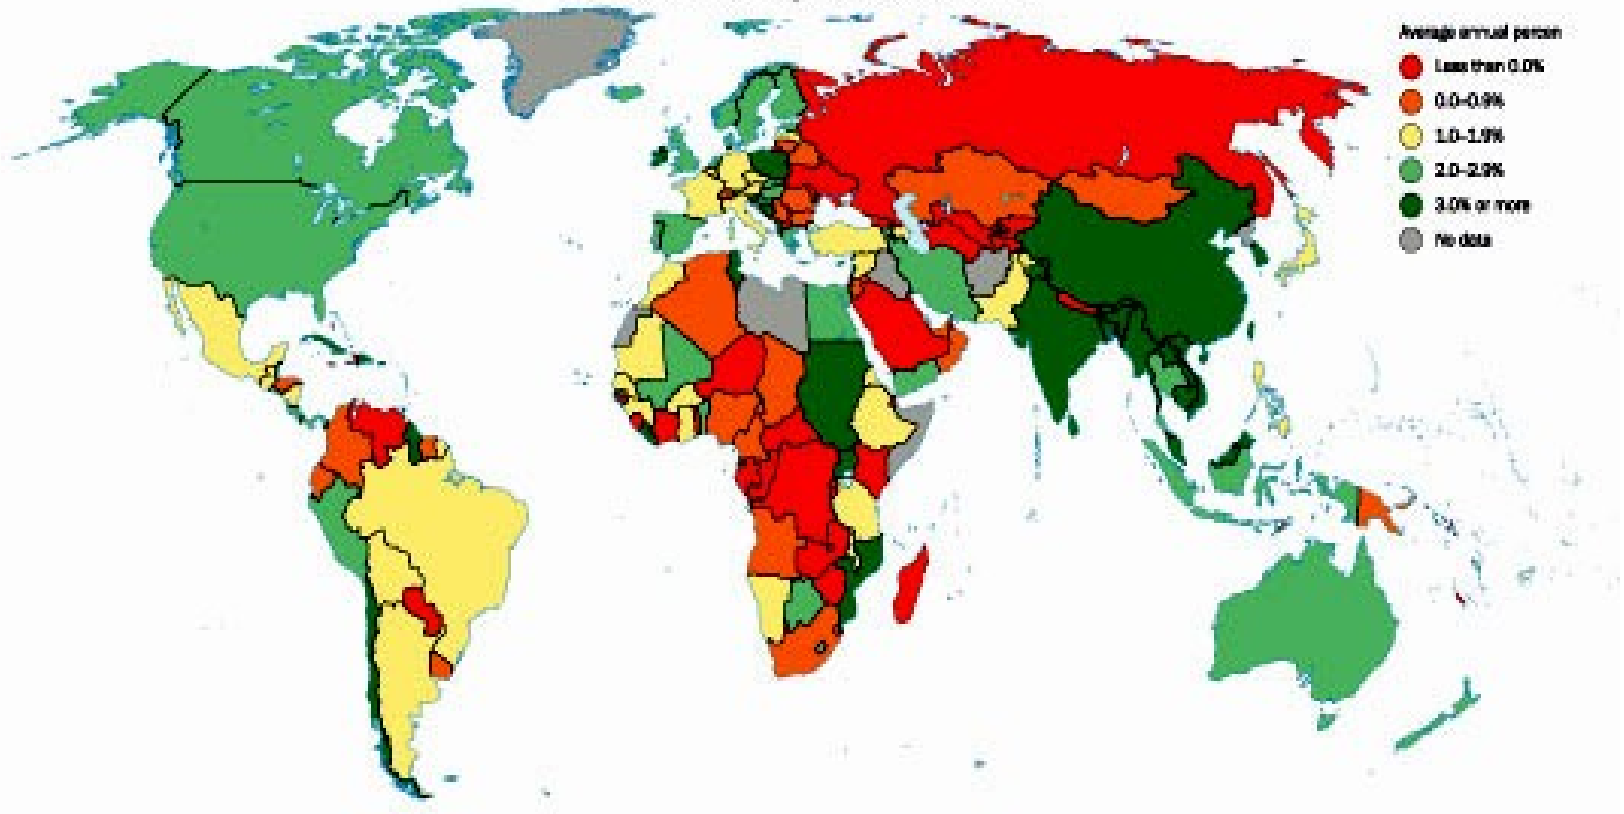 Average annual percen
Less than 0.0%
0.0–0.9%
1.0–1.9%
2.0–2.9%
3.0% or more
No data